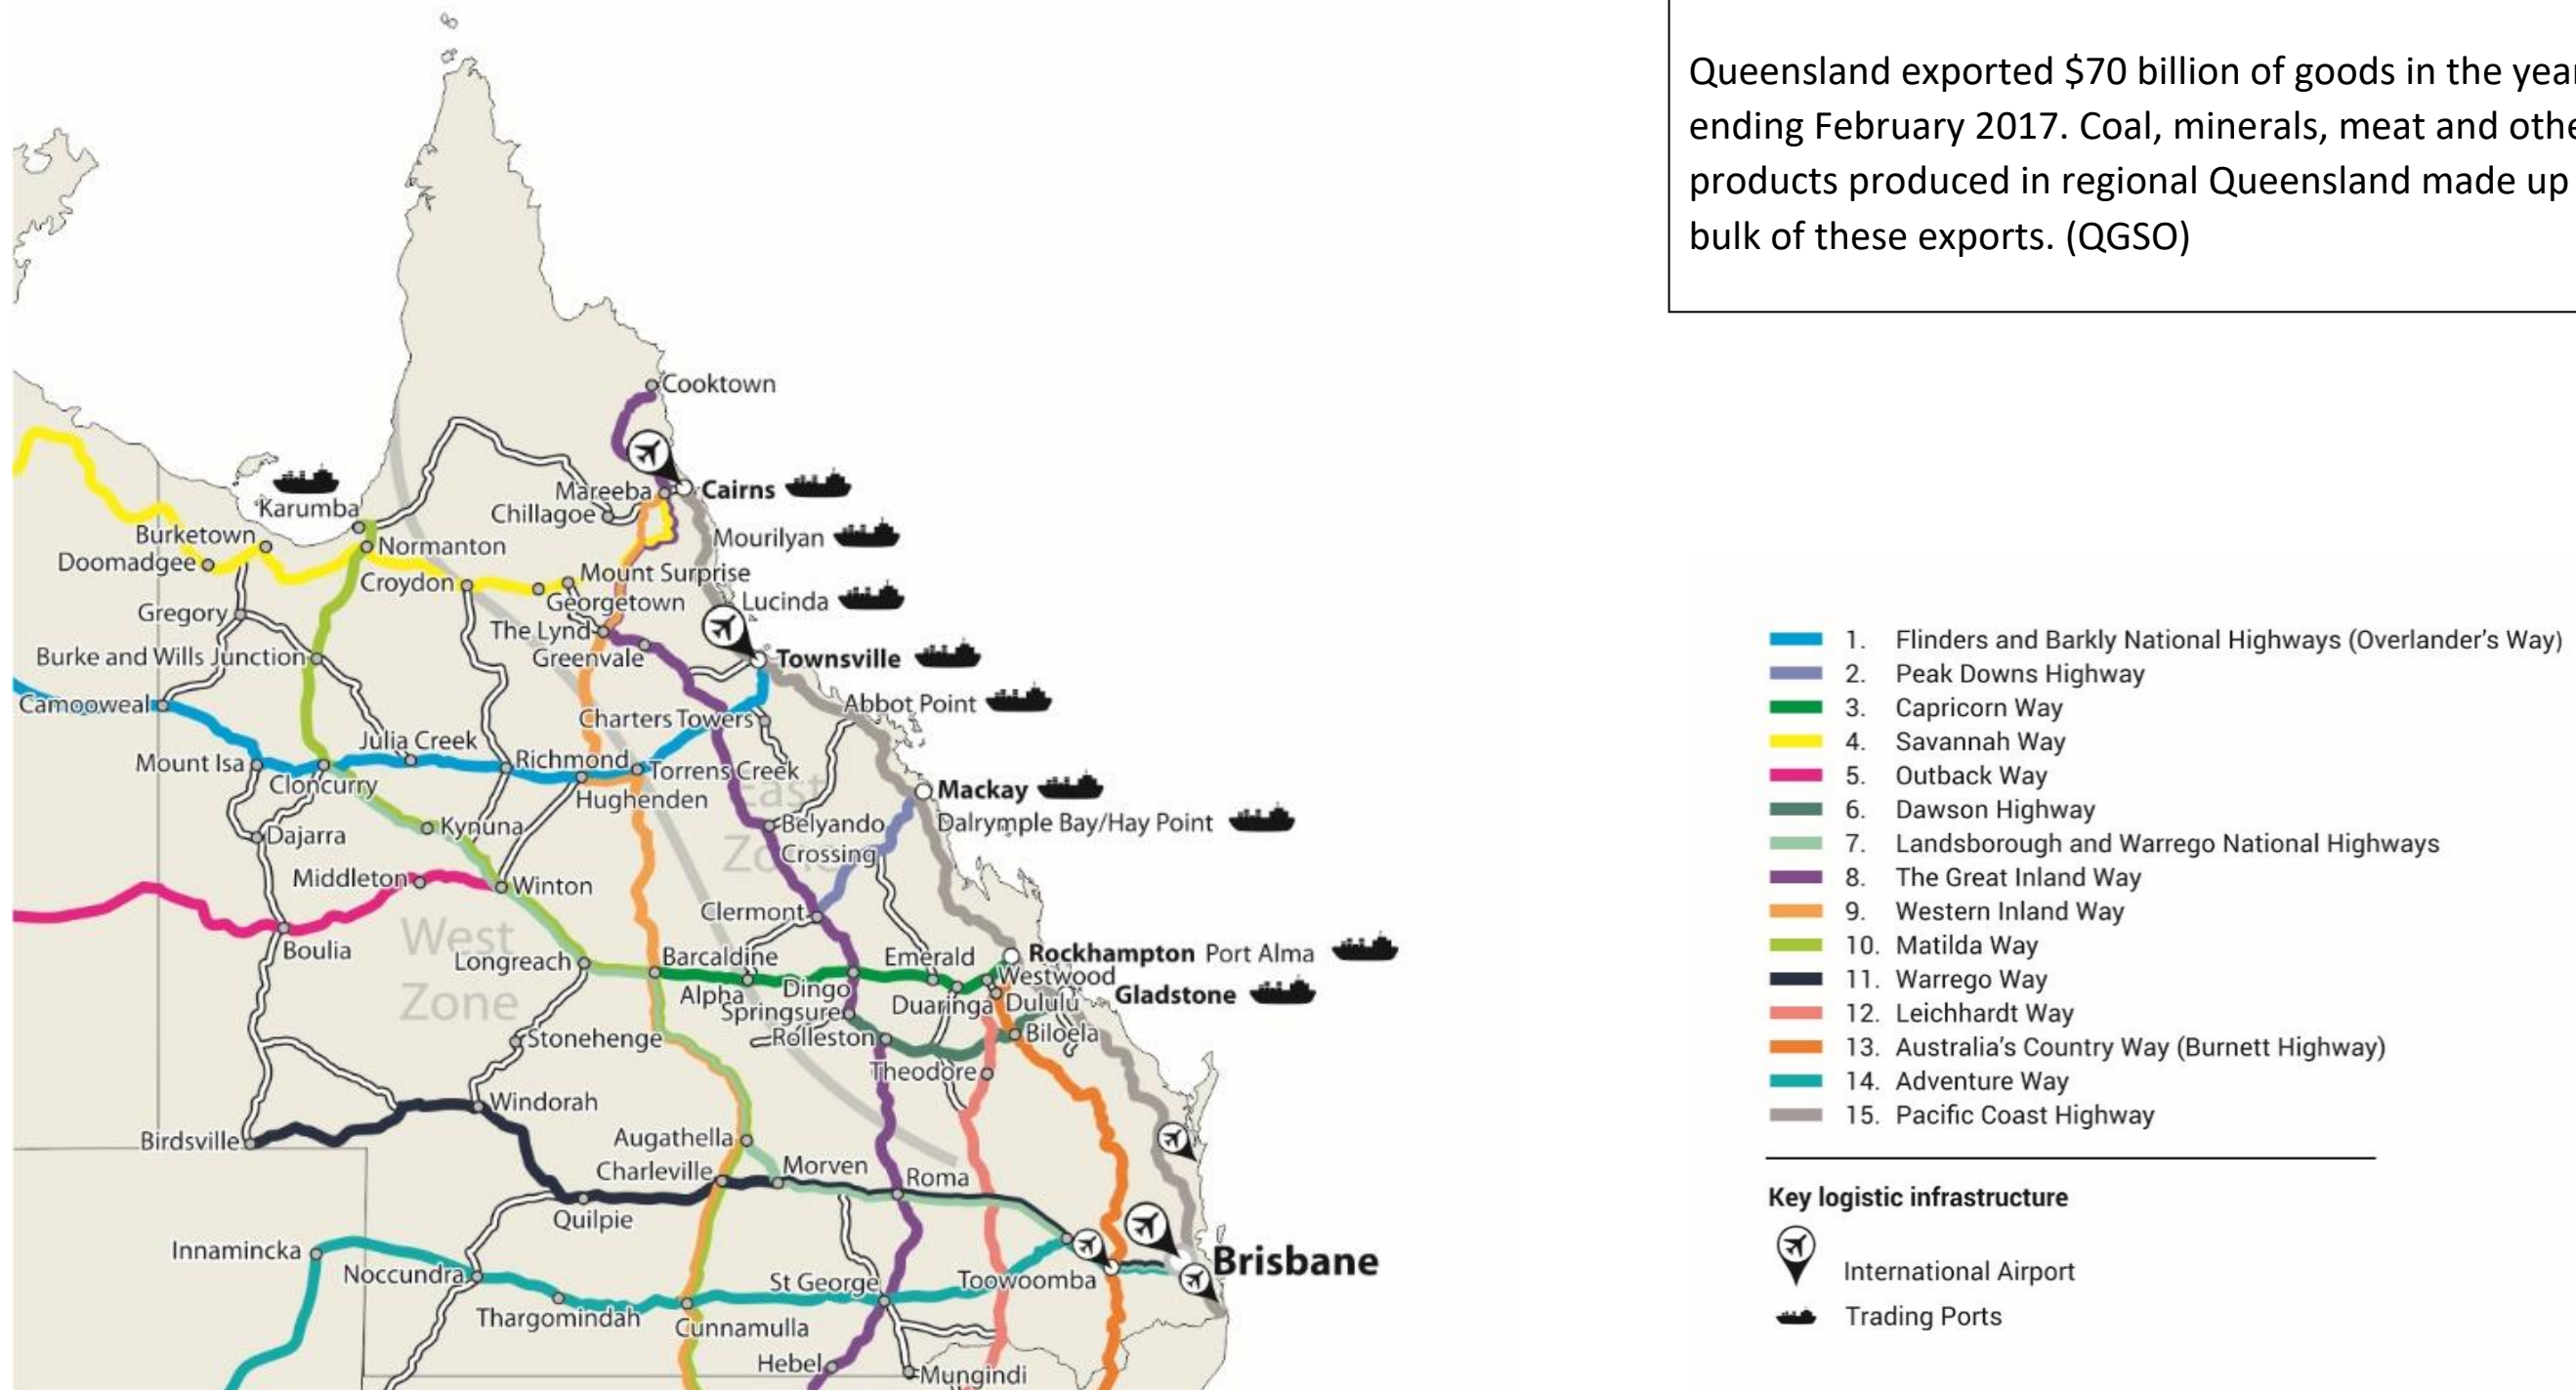 Queensland exported $70 billion of goods in the year
ending February 2017. Coal, minerals, meat and othe
products produced in regional Queensland made up
bulk of these exports. (QGSO)
Cooktown
Mareeba
Cairns
Chillagoe
Karumba
Mourilyan
Burketown
Normanton
Doomadgee
Croydon
Mount Surprise
Georgetown
Lucinda
Gregory
The Lynd
Greenvale
Burke and Wills Junction
Townsville
Camooweal
Abbot Point
Charters Towers
Julia Creek
Mount Isa
Richmond
Torrens Creek
Cloncurry
Hughenden
East
Zone
Mackay
Dalrymple Bay/Hay Point
Kynuna
Belyando
Crossing
Dajarra
Middleton
Winton
Clermont
West
Zone
Boulia
Longreach
Barcaldine
Emerald
Rockhampton Port Alma
Westwood
Alpha
Dingo
Duaringa
Dululu
Gladstone
Springsure
Stonehenge
Rolleston
Biloela
Theodore
Windorah
Birdsville
Augathella
Charleville
Morven
Roma
Quilpie
Innamincka
Noccundra
St George
Toowoomba
Brisbane
Thargomindah
Cunnamulla
Hebel
Mungindi
1. Flinders and Barkly National Highways (Overlander's Way)
2. Peak Downs Highway
3. Capricorn Way
4. Savannah Way
5. Outback Way
6. Dawson Highway
7. Landsborough and Warrego National Highways
8. The Great Inland Way
9. Western Inland Way
10. Matilda Way
11. Warrego Way
12. Leichhardt Way
13. Australia's Country Way (Burnett Highway)
14. Adventure Way
15. Pacific Coast Highway
Key logistic infrastructure
International Airport
Trading Ports